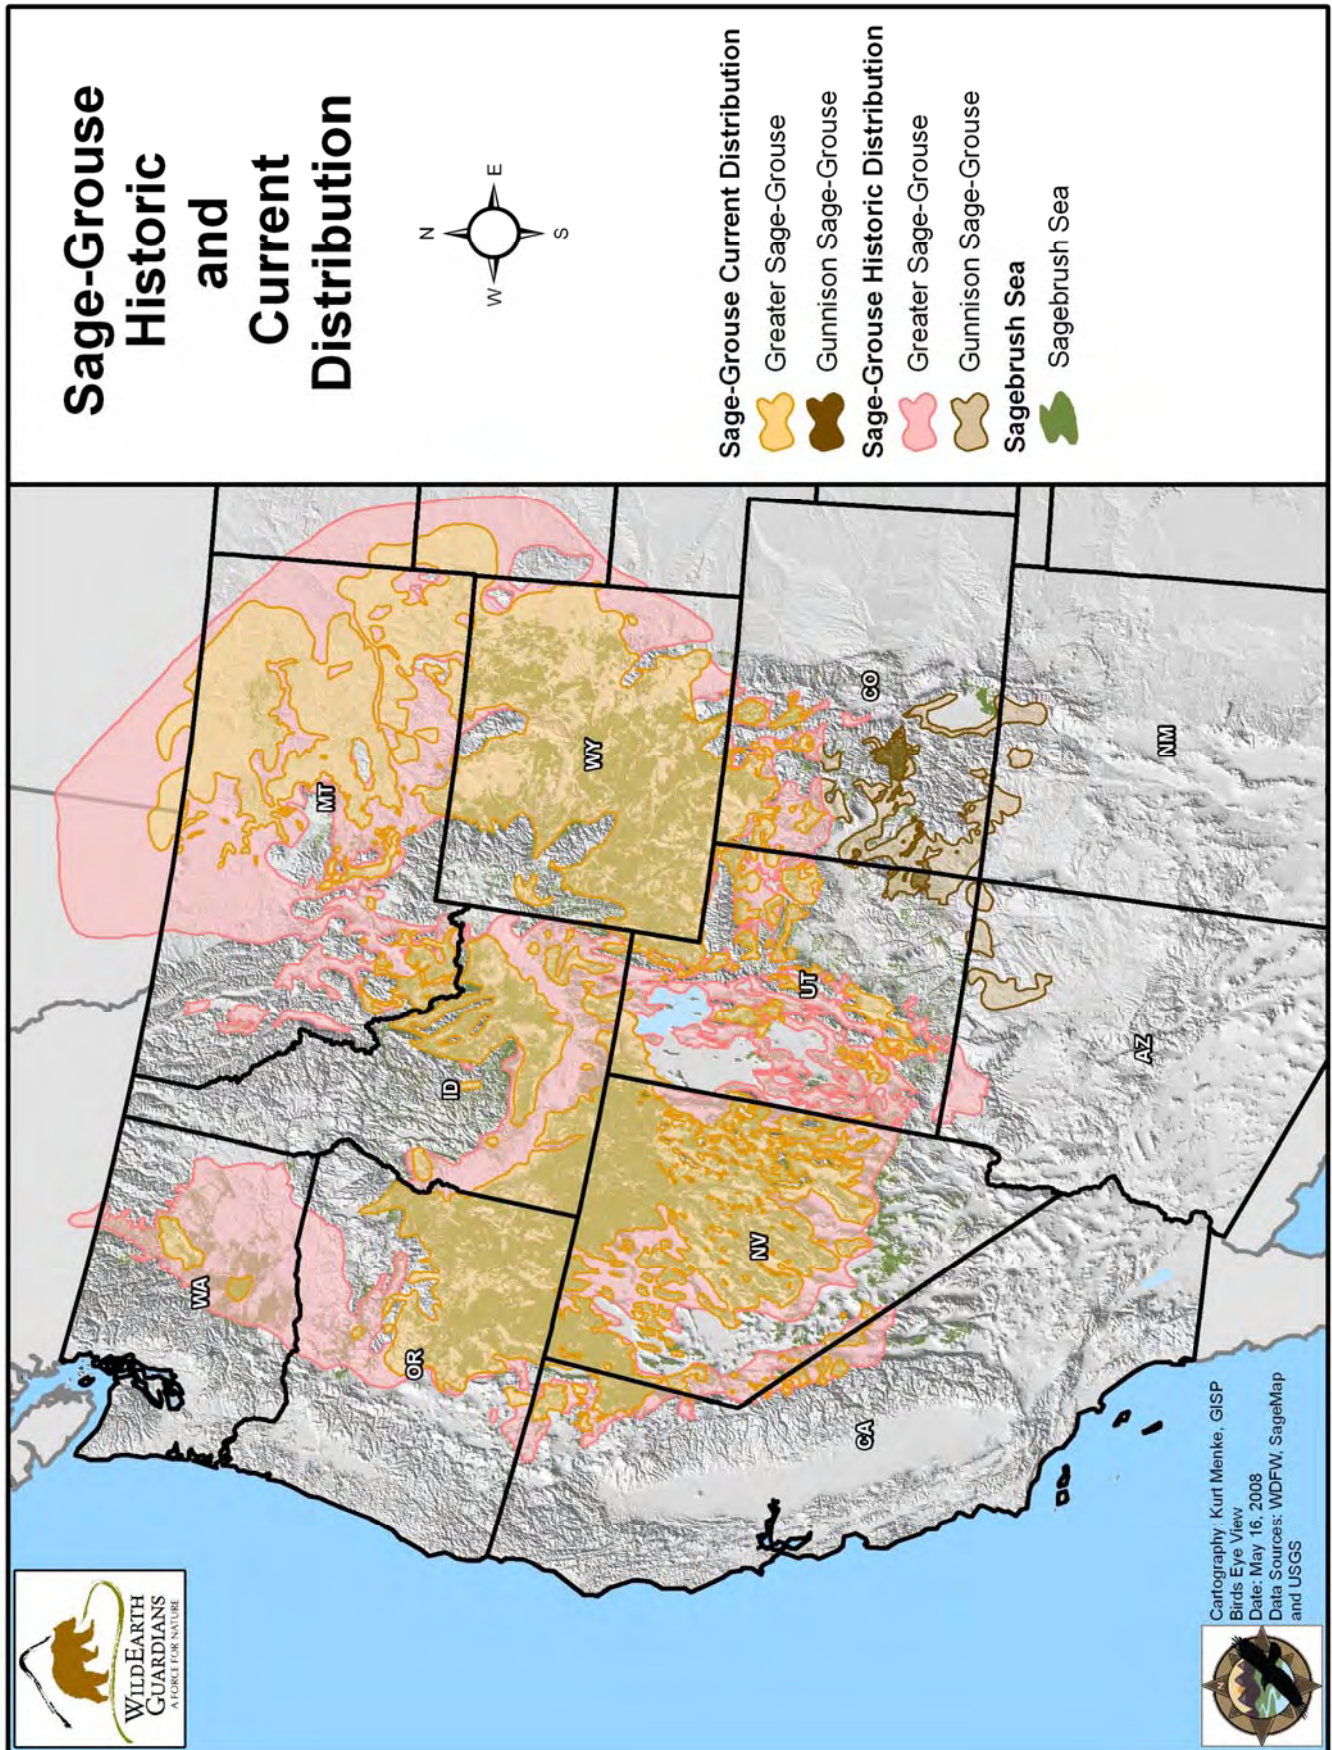 Sage-Grouse
Historic
and
Current
Distribution
N
W
E
S
Sage-Grouse Current Distribution
Greater Sage-Grouse
Gunnison Sage-Grouse
Sage-Grouse Historic Distribution
Greater Sage-Grouse
Gunnison Sage-Grouse
Sagebrush Sea
Sagebrush Sea
WA
MT
OR
ID
WY
NV
UT
CO
CA
AZ
NM
WILDEARTH
GUARDIANS
A FORCE FOR NATURE
N
Cartography: Kurt Menke, GISP
Birds Eye View
Date: May 16, 2008
Data Sources: WDFW, SageMap
and USGS